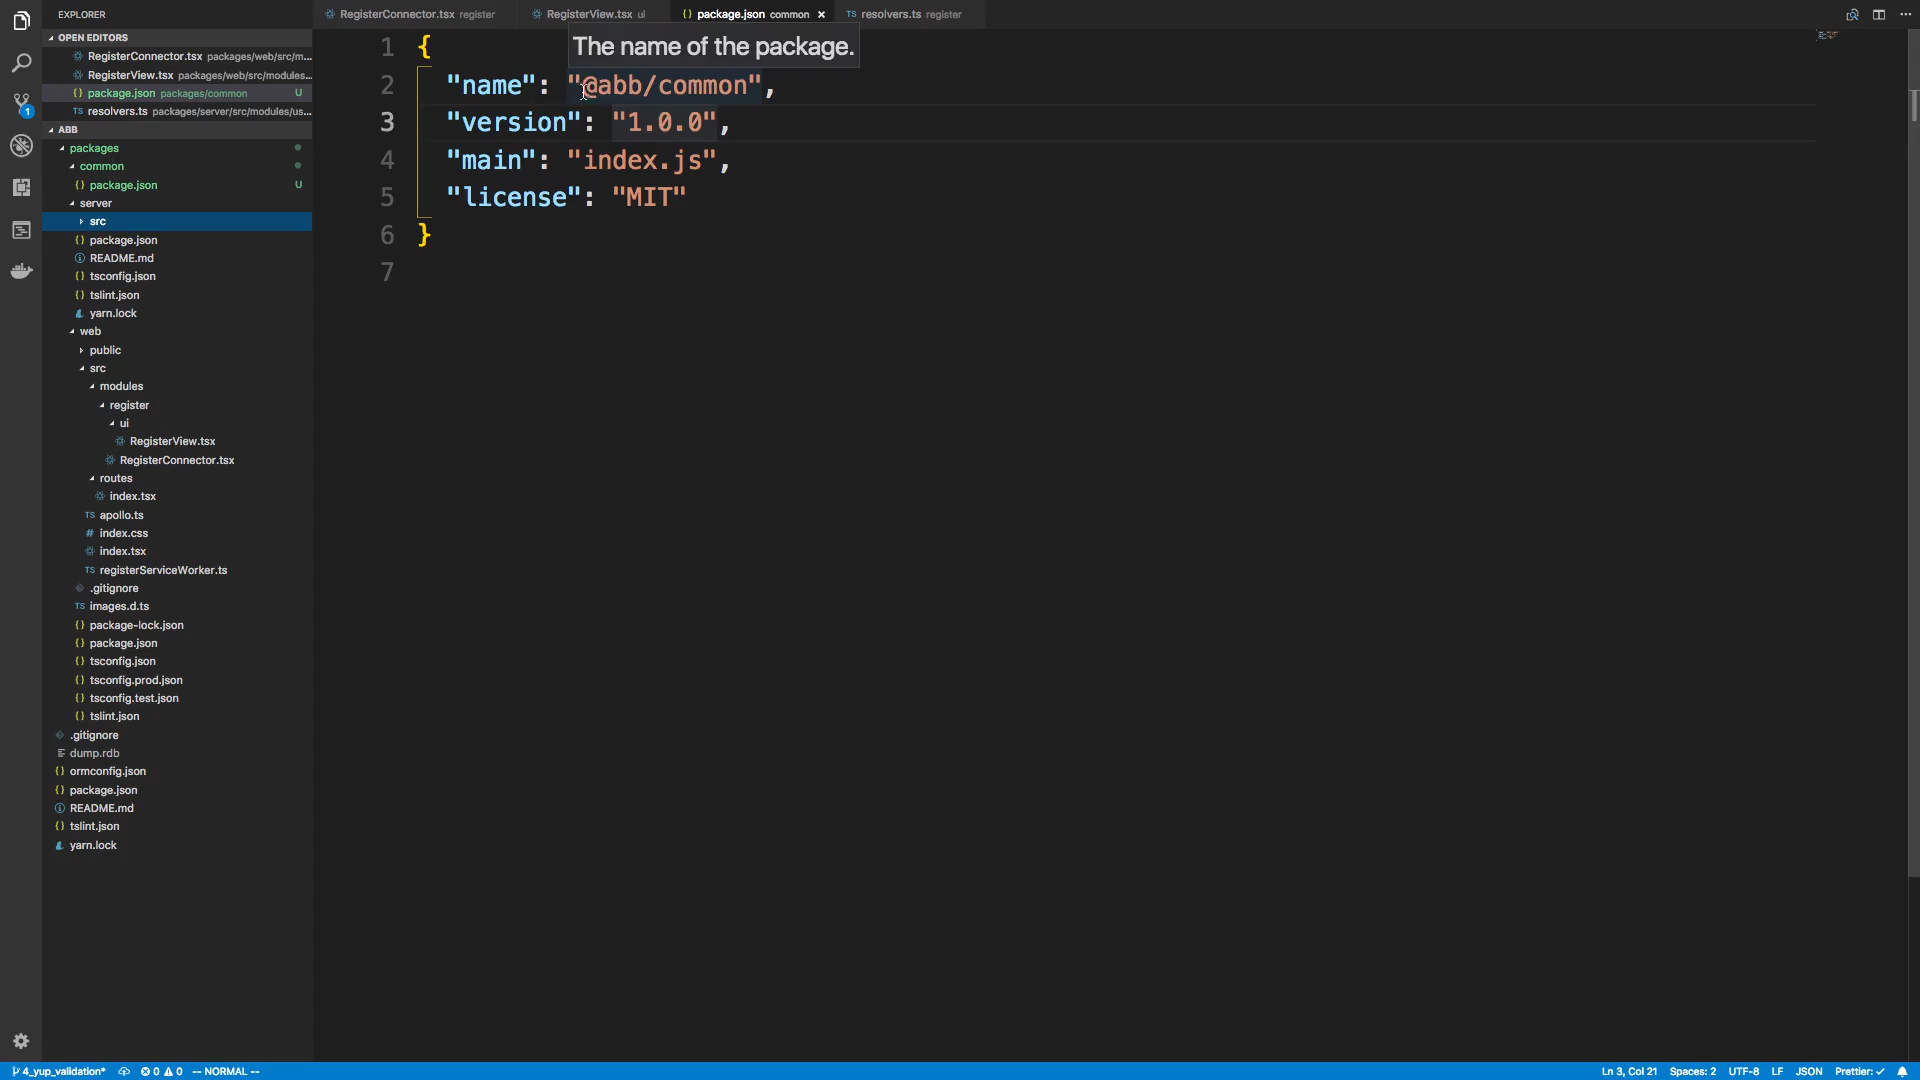 EXPLORER
OPEN EDITORS
RegisterConnector.tsx packages/web/src/m...
RegisterView.tsx packages/web/src/modules...
package.json packages/common U
resolvers.ts packages/server/src/modules/us...
ABB
packages
common
package.json U
server
src
package.json
README.md
tsconfig.json
tslint.json
yarn.lock
web
public
src
modules
register
ui
RegisterView.tsx
RegisterConnector.tsx
routes
index.tsx
TS apollo.ts
# index.css
index.tsx
TS registerServiceWorker.ts
.gitignore
TS images.d.ts
package-lock.json
package.json
tsconfig.json
tsconfig.prod.json
tsconfig.test.json
tslint.json
.gitignore
dump.rdb
ormconfig.json
package.json
README.md
tslint.json
yarn.lock
RegisterConnector.tsx register
RegisterView.tsx ui
package.json common
TS resolvers.ts register
The name of the package.
1 {
2 "name": "@abb/common",
3 "version": "1.0.0",
4 "main": "index.js",
5 "license": "MIT"
6 }
7
1
4_yup_validation* 0 0 -- NORMAL -- Ln 3, Col 21 Spaces: 2 UTF-8 LF JSON Prettier: ✓